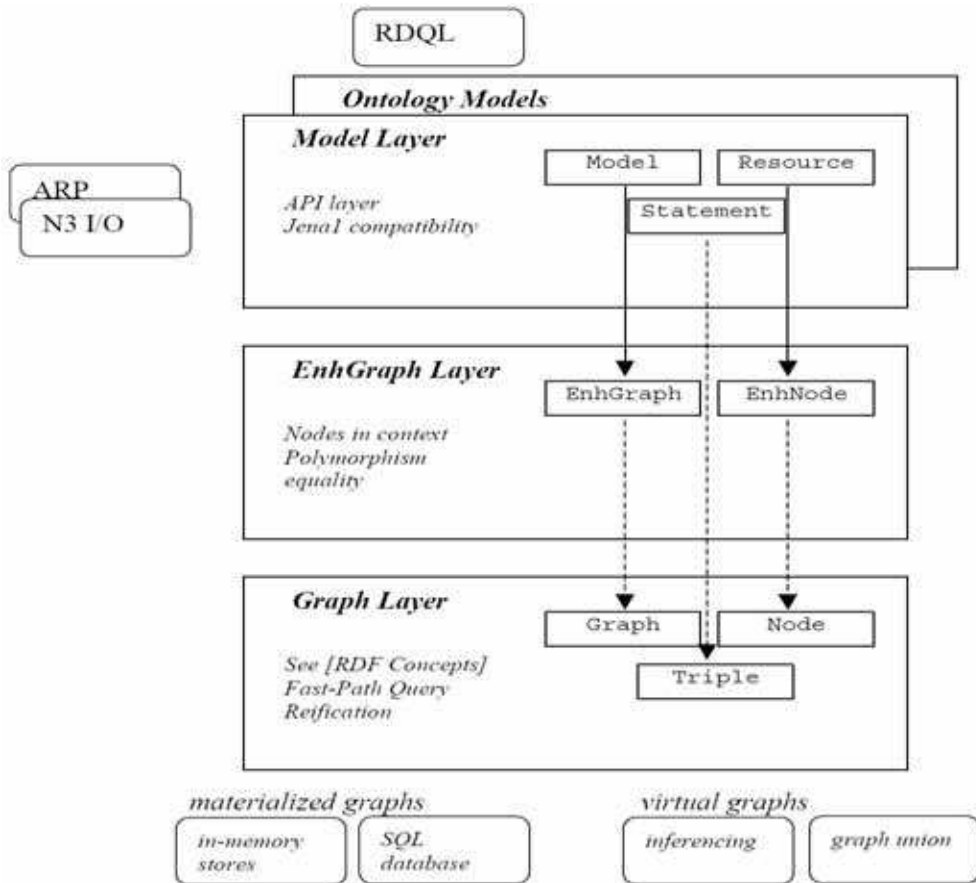 RDQL
Ontology Models
Model Layer
Model
Resource
ARP
N3 I/O
API layer
Jena1 compatibility
Statement
EnhGraph Layer
EnhGraph
EnhNode
Nodes in context
Polymorphism
equality
Graph Layer
Graph
Node
See [RDF Concepts]
Fast-Path Query
Reification
Triple
materialized graphs
virtual graphs
in-memory
stores
SQL
database
inferencing
graph union